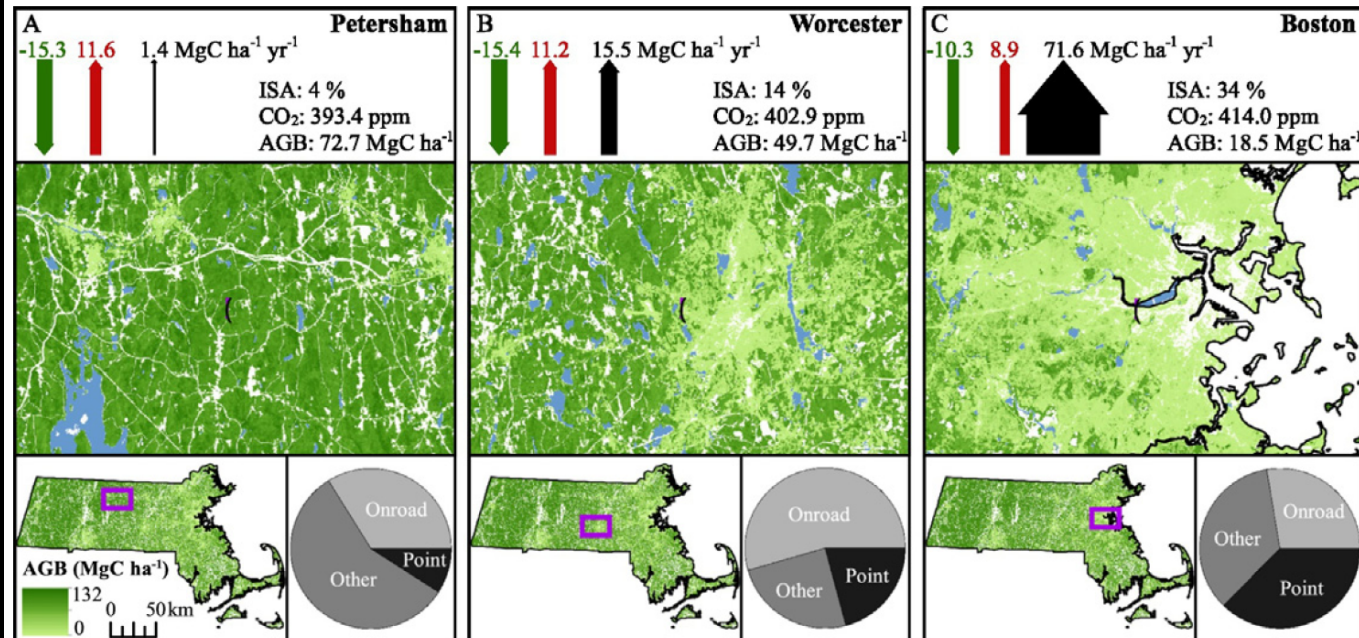 A Petersham
-15.3 11.6 1.4 MgC ha⁻¹ yr⁻¹
ISA: 4 %
CO₂: 393.4 ppm
AGB: 72.7 MgC ha⁻¹
B Worcester
-15.4 11.2 15.5 MgC ha⁻¹ yr⁻¹
ISA: 14 %
CO₂: 402.9 ppm
AGB: 49.7 MgC ha⁻¹
C Boston
-10.3 8.9 71.6 MgC ha⁻¹ yr⁻¹
ISA: 34 %
CO₂: 414.0 ppm
AGB: 18.5 MgC ha⁻¹
AGB (MgC ha⁻¹)
132
0
0 50 km
Onroad
Point
Other
Onroad
Other
Point
Onroad
Other
Point